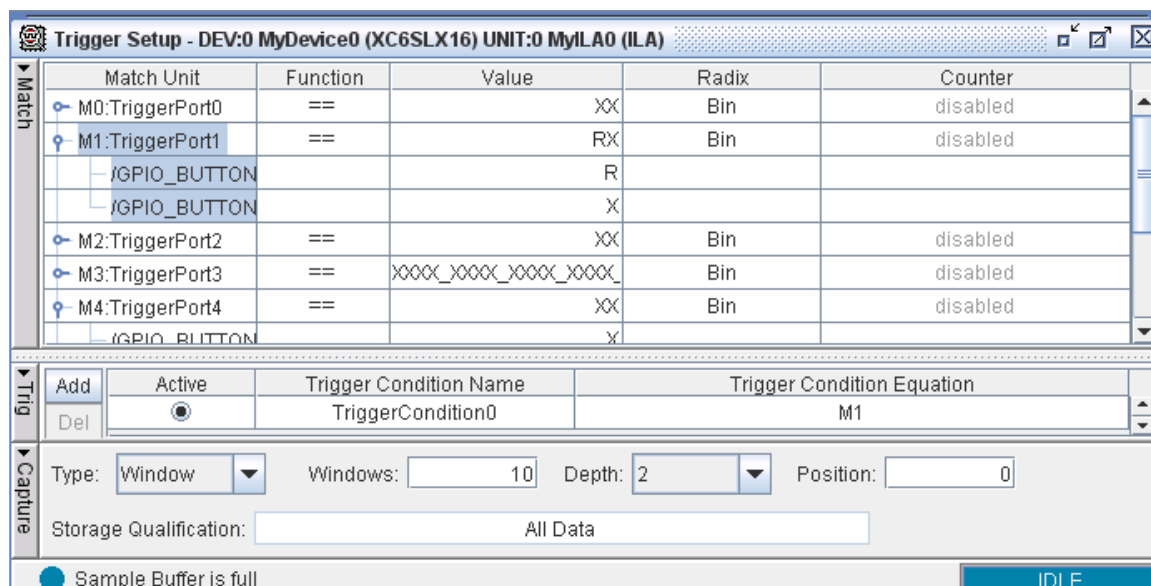 Trigger Setup - DEV:0 MyDevice0 (XC6SLX16) UNIT:0 MyILA0 (ILA)
Match
Match Unit Function Value Radix Counter
M0:TriggerPort0 == XX Bin disabled
M1:TriggerPort1 == RX Bin disabled
/GPIO_BUTTON R
/GPIO_BUTTON X
M2:TriggerPort2 == XX Bin disabled
M3:TriggerPort3 == XXXX_XXXX_XXXX_XXXX_ Bin disabled
M4:TriggerPort4 == XX Bin disabled
/GPIO_BUTTON X
Trig
Add Active Trigger Condition Name Trigger Condition Equation
Del TriggerCondition0 M1
Capture
Type: Window Windows: 10 Depth: 2 Position: 0
Storage Qualification: All Data
Sample Buffer is full IDLE